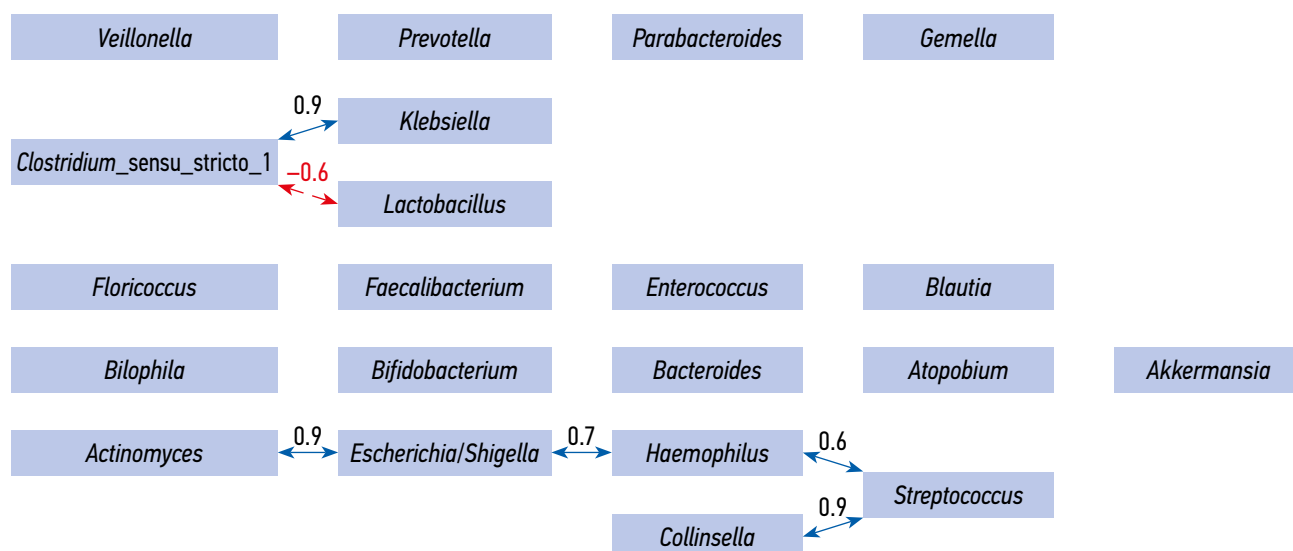 Veillonella
Prevotella
Parabacteroides
Gemella
0.9
Klebsiella
Clostridium_sensu_stricto_1
–0.6
Lactobacillus
Floricoccus
Faecalibacterium
Enterococcus
Blautia
Bilophila
Bifidobacterium
Bacteroides
Atopobium
Akkermansia
Actinomyces
0.9
Escherichia/Shigella
0.7
Haemophilus
0.6
Streptococcus
0.9
Collinsella